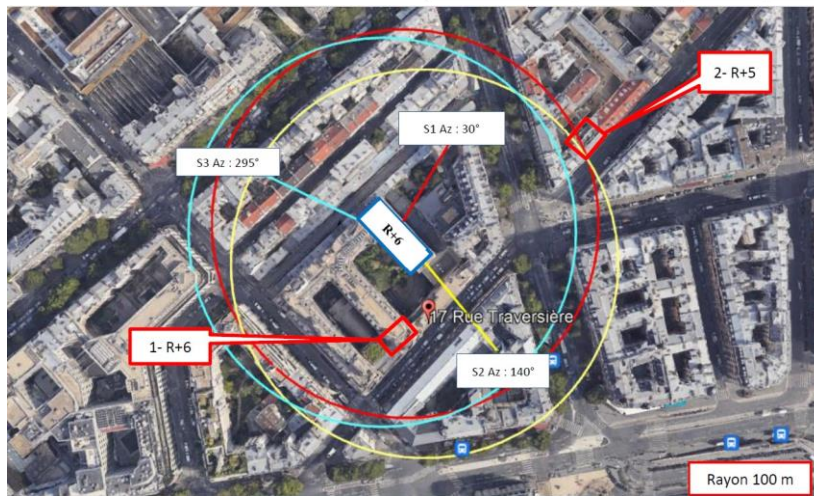 2- R+5
S1 Az : 30°
S3 Az : 295°
R+6
17 Rue Traversière
1- R+6
S2 Az : 140°
Rayon 100 m